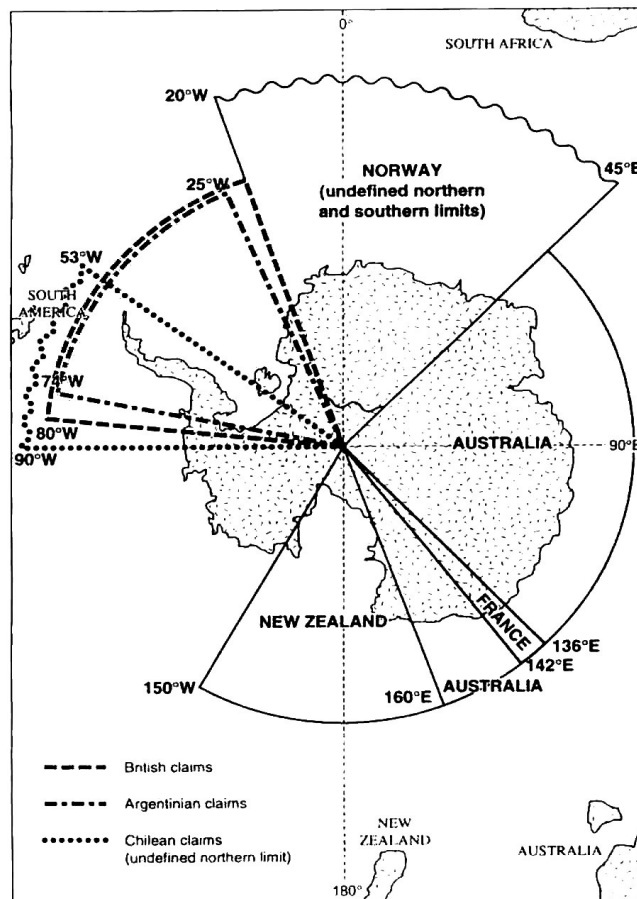 0°
SOUTH AFRICA
20°W
NORWAY
(undefined northern
and southern limits)
45°E
25°W
53°W
SOUTH
AMERICA
74°W
80°W
90°W
AUSTRALIA
90°E
FRANCE
NEW ZEALAND
136°E
142°E
AUSTRALIA
150°W
160°E
British claims
Argentinian claims
Chilean claims
(undefined northern limit)
NEW
ZEALAND
AUSTRALIA
180°